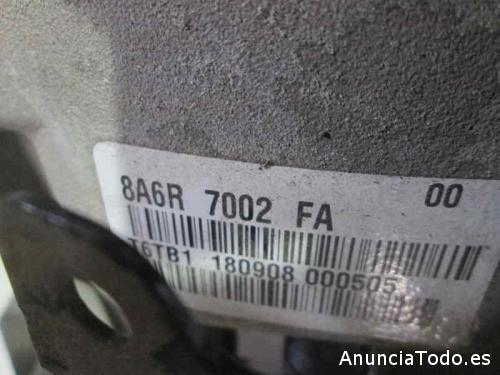 8A6R 7002 FA 00
T6TB1 180908 000505
AnunciaTodo.es